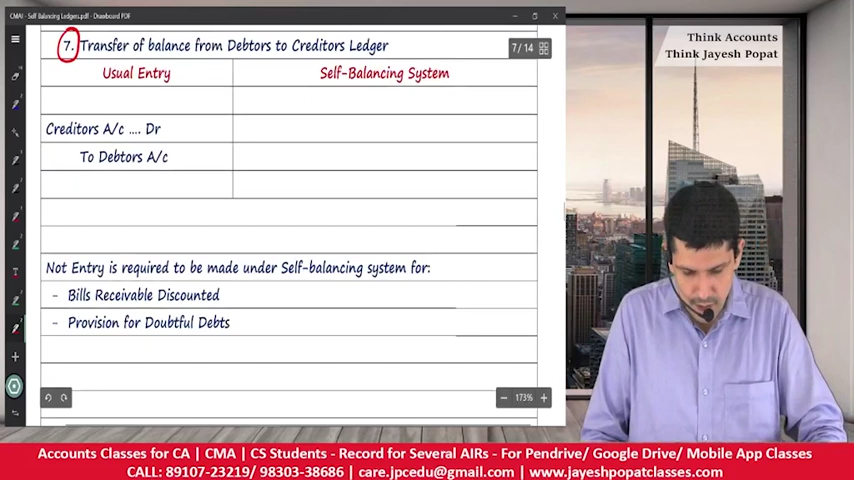 CMAI - Self Balancing Ledgers.pdf - Drawboard PDF
7. Transfer of balance from Debtors to Creditors Ledger
7 / 14
Usual Entry
Self-Balancing System
Creditors A/c .... Dr
To Debtors A/c
Not Entry is required to be made under Self-balancing system for:
- Bills Receivable Discounted
- Provision for Doubtful Debts
173%
Think Accounts
Think Jayesh Popat
Accounts Classes for CA | CMA | CS Students - Record for Several AIRs - For Pendrive/ Google Drive/ Mobile App Classes
CALL: 89107-23219/ 98303-38686 | care.jpcedu@gmail.com | www.jayeshpopatclasses.com